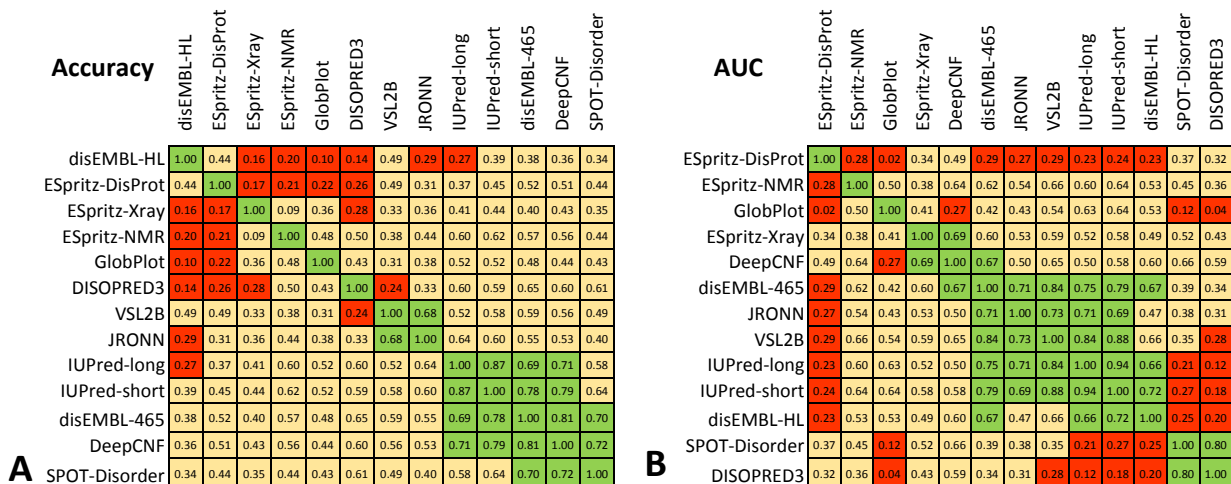 Accuracy
disEMBL-HL
ESpritz-DisProt
ESpritz-Xray
ESpritz-NMR
GlobPlot
DISOPRED3
VSL2B
JRONN
IUPred-long
IUPred-short
disEMBL-465
DeepCNF
SPOT-Disorder
disEMBL-HL 1.00 0.44 0.16 0.20 0.10 0.14 0.49 0.29 0.27 0.39 0.38 0.36 0.34
ESpritz-DisProt 0.44 1.00 0.17 0.21 0.22 0.26 0.49 0.31 0.37 0.45 0.52 0.51 0.44
ESpritz-Xray 0.16 0.17 1.00 0.09 0.36 0.28 0.33 0.36 0.41 0.44 0.40 0.43 0.35
ESpritz-NMR 0.20 0.21 0.09 1.00 0.48 0.50 0.38 0.44 0.60 0.62 0.57 0.56 0.44
GlobPlot 0.10 0.22 0.36 0.48 1.00 0.43 0.31 0.38 0.52 0.52 0.48 0.44 0.43
DISOPRED3 0.14 0.26 0.28 0.50 0.43 1.00 0.24 0.33 0.60 0.59 0.65 0.60 0.61
VSL2B 0.49 0.49 0.33 0.38 0.31 0.24 1.00 0.68 0.52 0.58 0.59 0.56 0.49
JRONN 0.29 0.31 0.36 0.44 0.38 0.33 0.68 1.00 0.64 0.60 0.55 0.53 0.40
IUPred-long 0.27 0.37 0.41 0.60 0.52 0.60 0.52 0.64 1.00 0.87 0.69 0.71 0.58
IUPred-short 0.39 0.45 0.44 0.62 0.52 0.59 0.58 0.60 0.87 1.00 0.78 0.79 0.64
disEMBL-465 0.38 0.52 0.40 0.57 0.48 0.65 0.59 0.55 0.69 0.78 1.00 0.81 0.70
DeepCNF 0.36 0.51 0.43 0.56 0.44 0.60 0.56 0.53 0.71 0.79 0.81 1.00 0.72
SPOT-Disorder 0.34 0.44 0.35 0.44 0.43 0.61 0.49 0.40 0.58 0.64 0.70 0.72 1.00
A
AUC
ESpritz-DisProt
ESpritz-NMR
GlobPlot
ESpritz-Xray
DeepCNF
disEMBL-465
JRONN
VSL2B
IUPred-long
IUPred-short
disEMBL-HL
SPOT-Disorder
DISOPRED3
ESpritz-DisProt 1.00 0.28 0.02 0.34 0.49 0.29 0.27 0.29 0.23 0.24 0.23 0.37 0.32
ESpritz-NMR 0.28 1.00 0.50 0.38 0.64 0.62 0.54 0.66 0.60 0.64 0.53 0.45 0.36
GlobPlot 0.02 0.50 1.00 0.41 0.27 0.42 0.43 0.54 0.63 0.64 0.53 0.12 0.04
ESpritz-Xray 0.34 0.38 0.41 1.00 0.69 0.60 0.53 0.59 0.52 0.58 0.49 0.52 0.43
DeepCNF 0.49 0.64 0.27 0.69 1.00 0.67 0.50 0.65 0.50 0.58 0.60 0.66 0.59
disEMBL-465 0.29 0.62 0.42 0.60 0.67 1.00 0.71 0.84 0.75 0.79 0.67 0.39 0.34
JRONN 0.27 0.54 0.43 0.53 0.50 0.71 1.00 0.73 0.71 0.69 0.47 0.38 0.31
VSL2B 0.29 0.66 0.54 0.59 0.65 0.84 0.73 1.00 0.84 0.88 0.66 0.35 0.28
IUPred-long 0.23 0.60 0.63 0.52 0.50 0.75 0.71 0.84 1.00 0.94 0.66 0.21 0.12
IUPred-short 0.24 0.64 0.64 0.58 0.58 0.79 0.69 0.88 0.94 1.00 0.72 0.27 0.18
disEMBL-HL 0.23 0.53 0.53 0.49 0.60 0.67 0.47 0.66 0.66 0.72 1.00 0.25 0.20
SPOT-Disorder 0.37 0.45 0.12 0.52 0.66 0.39 0.38 0.35 0.21 0.27 0.25 1.00 0.80
DISOPRED3 0.32 0.36 0.04 0.43 0.59 0.34 0.31 0.28 0.12 0.18 0.20 0.80 1.00
B